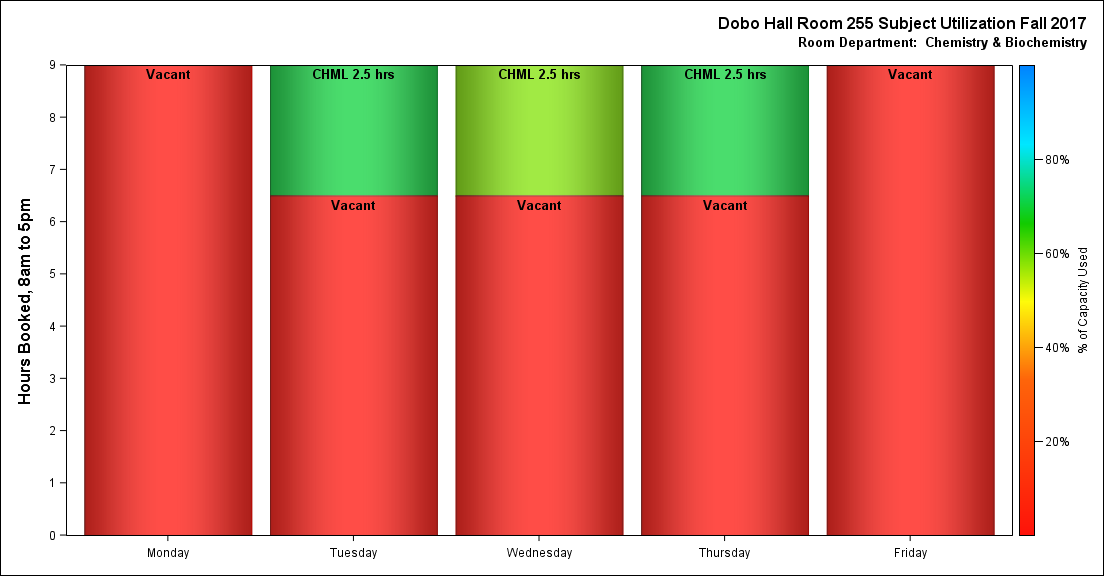 Dobo Hall Room 255 Subject Utilization Fall 2017
Room Department:  Chemistry & Biochemistry
Hours Booked, 8am to 5pm
9
8
7
6
5
4
3
2
1
0
Vacant
CHML 2.5 hrs
CHML 2.5 hrs
CHML 2.5 hrs
Vacant
Vacant
Vacant
Vacant
Monday
Tuesday
Wednesday
Thursday
Friday
80%
60%
40%
20%
% of Capacity Used